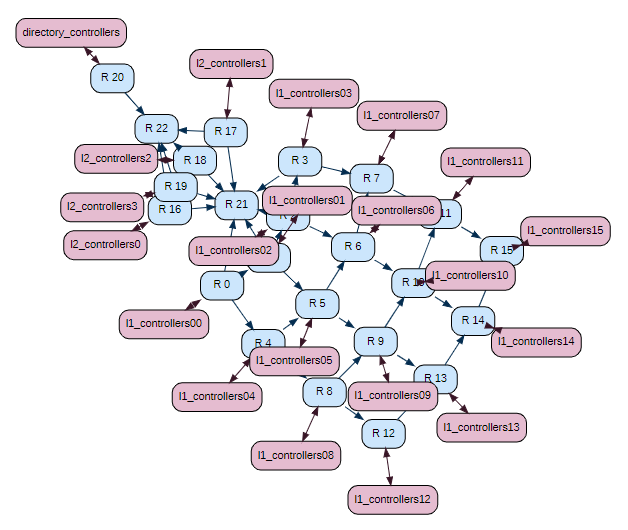 directory_controllers
R 20
l2_controllers1
l1_controllers03
l1_controllers07
R 22
R 17
l2_controllers2
R 18
R 3
l1_controllers11
R 7
R 19
l2_controllers3
R 16
R 21
l1_controllers01
l1_controllers06
11
l2_controllers0
l1_controllers02
R 6
R 15
l1_controllers15
R 0
R 10
l1_controllers10
l1_controllers00
R 5
R 14
l1_controllers14
R 4
l1_controllers05
R 9
l1_controllers04
R 8
l1_controllers09
R 13
l1_controllers08
R 12
l1_controllers13
l1_controllers12